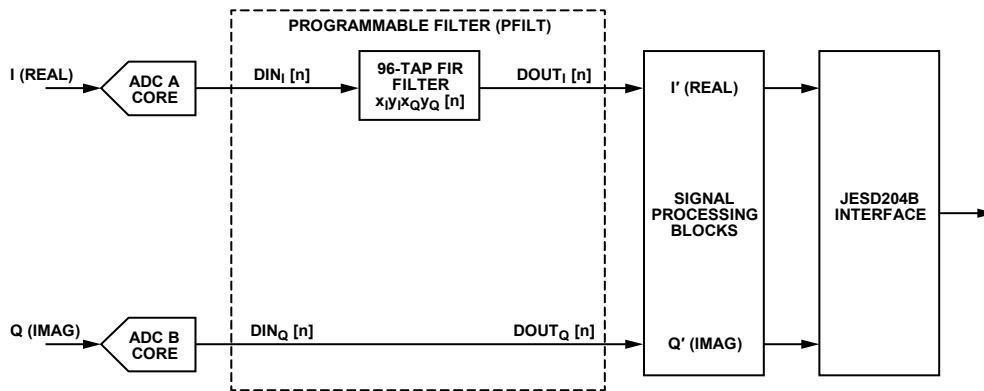 PROGRAMMABLE FILTER (PFILT)
I (REAL)
ADC A
CORE
DINI [n]
96-TAP FIR
FILTER
xIyIxQyQ [n]
DOUTI [n]
I′ (REAL)
SIGNAL
PROCESSING
BLOCKS
JESD204B
INTERFACE
Q (IMAG)
ADC B
CORE
DINQ [n]
DOUTQ [n]
Q′ (IMAG)